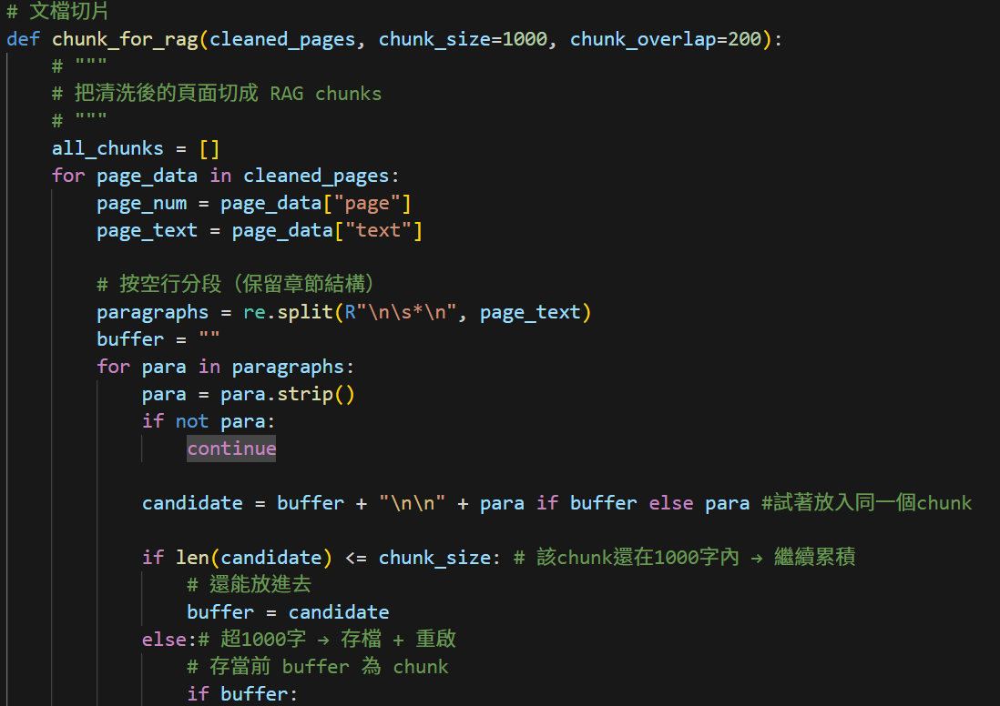 # 文檔切片
def chunk_for_rag(cleaned_pages, chunk_size=1000, chunk_overlap=200):
    # """
    # 把清洗後的頁面切成 RAG chunks
    # """
    all_chunks = []
    for page_data in cleaned_pages:
        page_num = page_data["page"]
        page_text = page_data["text"]

        # 按空行分段（保留章節結構）
        paragraphs = re.split(R"\n\s*\n", page_text)
        buffer = ""
        for para in paragraphs:
            para = para.strip()
            if not para:
                continue

            candidate = buffer + "\n\n" + para if buffer else para #試著放入同一個chunk

            if len(candidate) <= chunk_size: # 該chunk還在1000字內 → 繼續累積
                # 還能放進去
                buffer = candidate
            else:# 超1000字 → 存檔 + 重啟
                # 存當前 buffer 為 chunk
                if buffer: